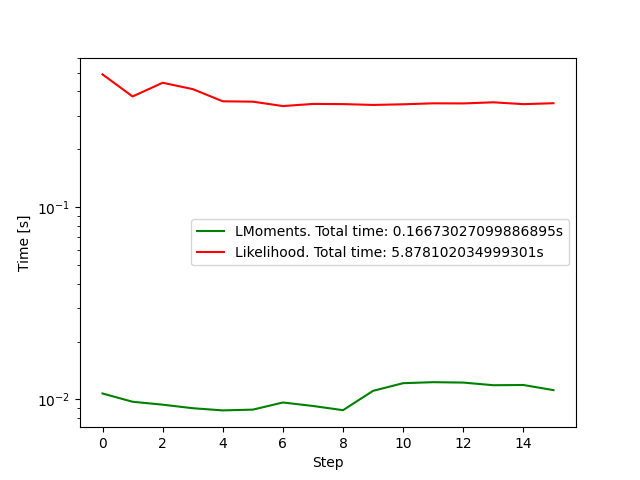 10⁻¹
Time [s]
LMoments. Total time: 0.16673027099886895s
Likelihood. Total time: 5.878102034999301s
10⁻²
0 2 4 6 8 10 12 14
Step